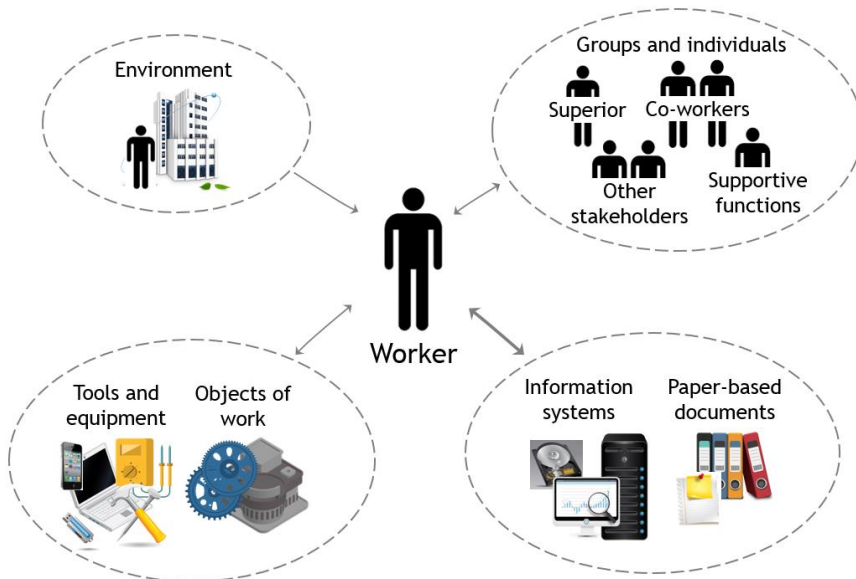 Environment
Groups and individuals
Superior
Co-workers
Other
stakeholders
Supportive
functions
Worker
Tools and
equipment
Objects of
work
Information
systems
Paper-based
documents